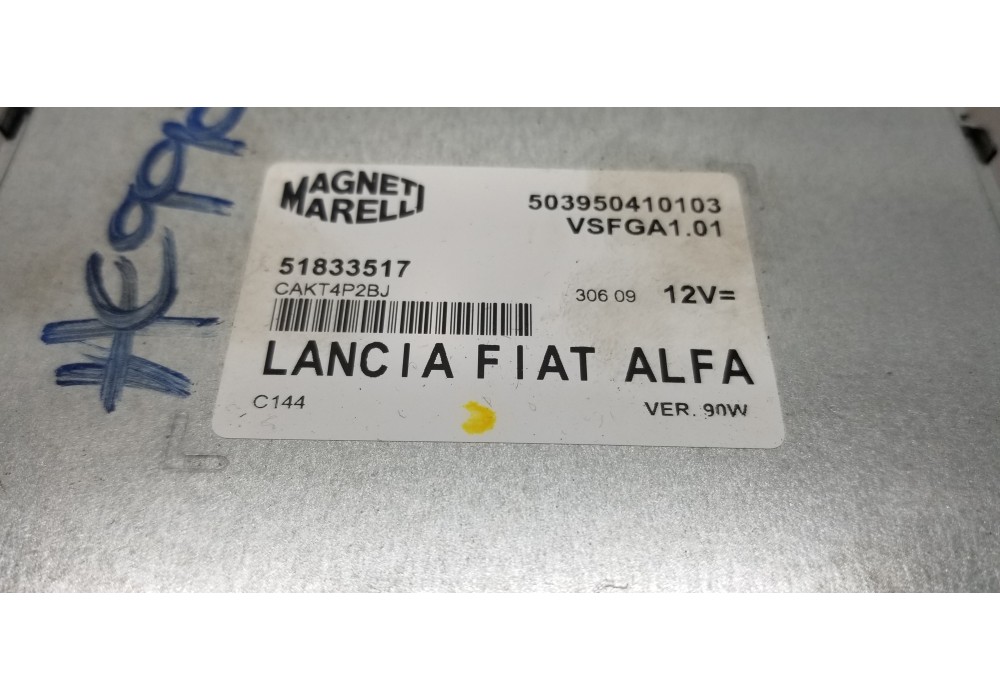 MAGNETI
MARELLI
503950410103
VSFGA1.01
51833517
CAKT4P2BJ
306 09 12V=
LANCIA FIAT ALFA
C144
VER. 90W